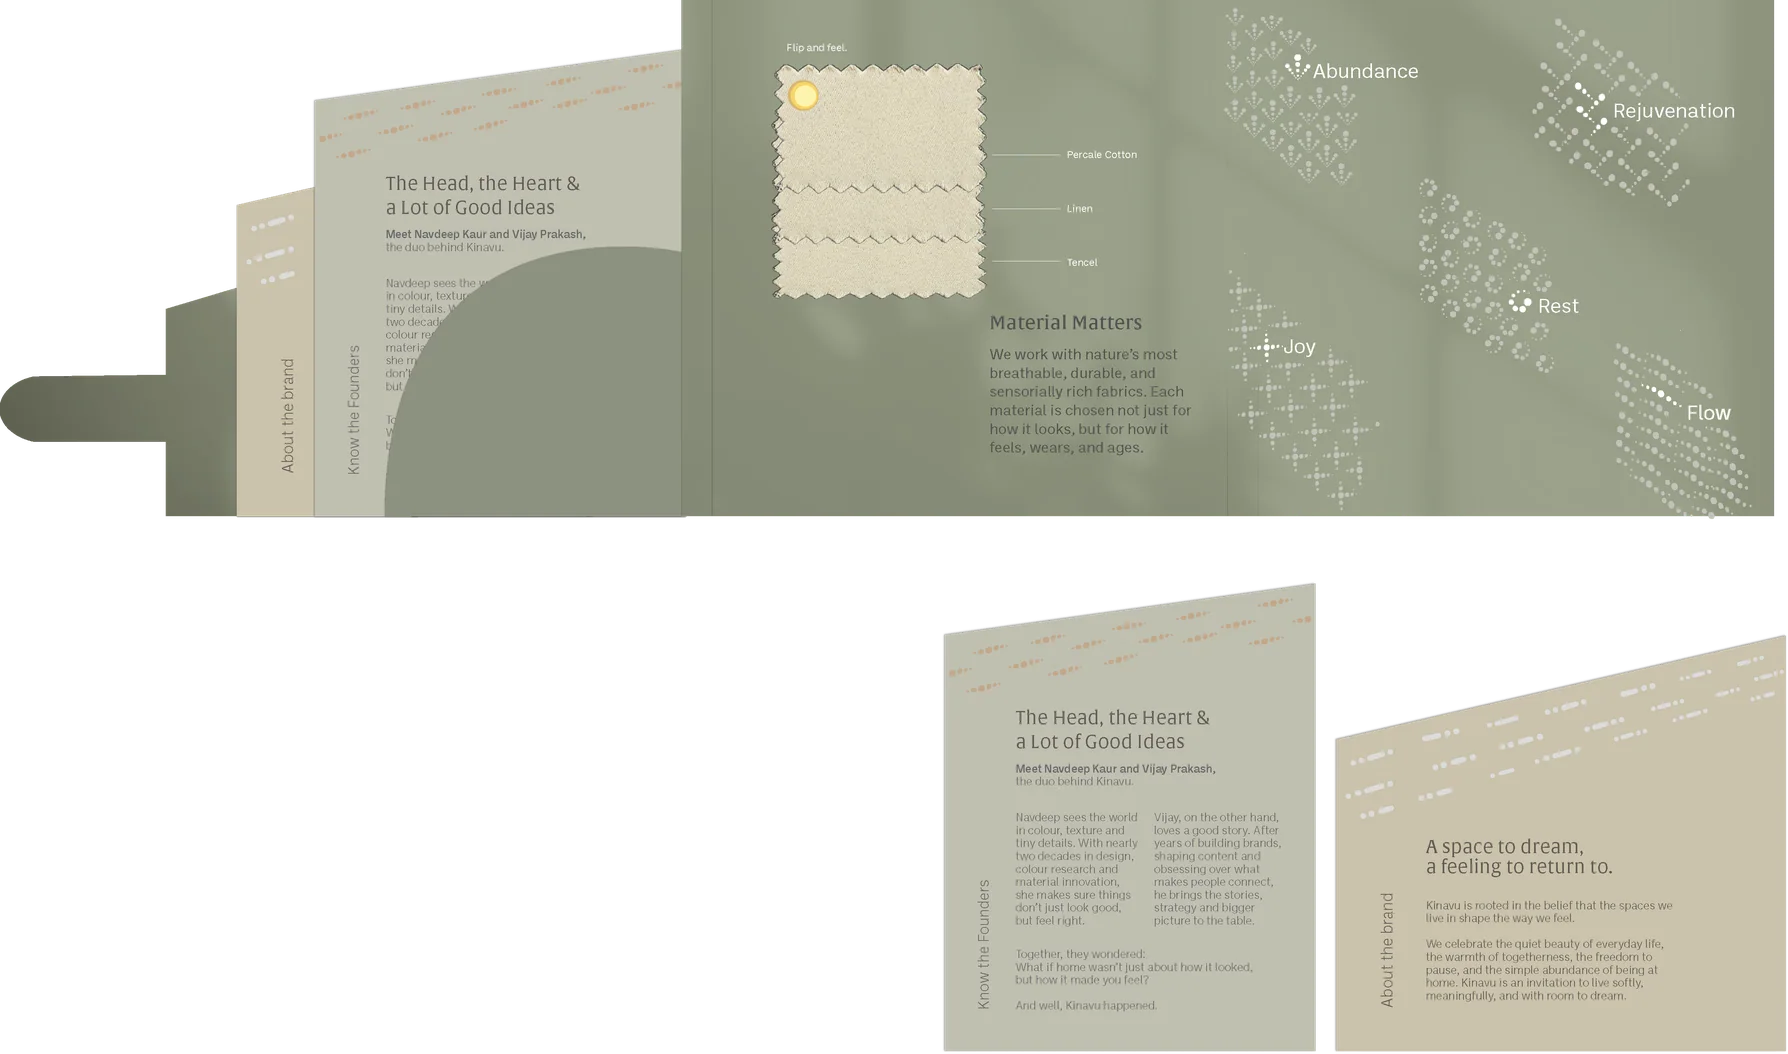 About the brand
Know the Founders
The Head, the Heart &
a Lot of Good Ideas
Meet Navdeep Kaur and Vijay Prakash,
the duo behind Kinavu.
Navdeep sees the
in colour, texture
tiny details.
two
colour
don't
but
Flip and feel.
Percale Cotton
Linen
Tencel
Material Matters
We work with nature's most
breathable, durable, and
sensorially rich fabrics. Each
material is chosen not just for
how it looks, but for how it
feels, wears, and ages.
Abundance
Rejuvenation
Rest
Joy
Flow
Know the Founders
The Head, the Heart &
a Lot of Good Ideas
Meet Navdeep Kaur and Vijay Prakash,
the duo behind Kinavu.
Navdeep sees the world
in colour, texture and
tiny details. With nearly
two decades in design,
colour research and
material innovation,
she makes sure things
don't just look good,
but feel right.
Vijay, on the other hand,
loves a good story. After
years of building brands,
shaping content and
obsessing over what
makes people connect,
he brings the stories,
strategy and bigger
picture to the table.
Together, they wondered:
What if home wasn't just about how it looked,
but how it made you feel?
And well, Kinavu happened.
About the brand
A space to dream,
a feeling to return to.
Kinavu is rooted in the belief that the spaces we
live in shape the way we feel.
We celebrate the quiet beauty of everyday life,
the warmth of togetherness, the freedom to
pause, and the simple abundance of being at
home. Kinavu is an invitation to live softly,
meaningfully, and with room to dream.